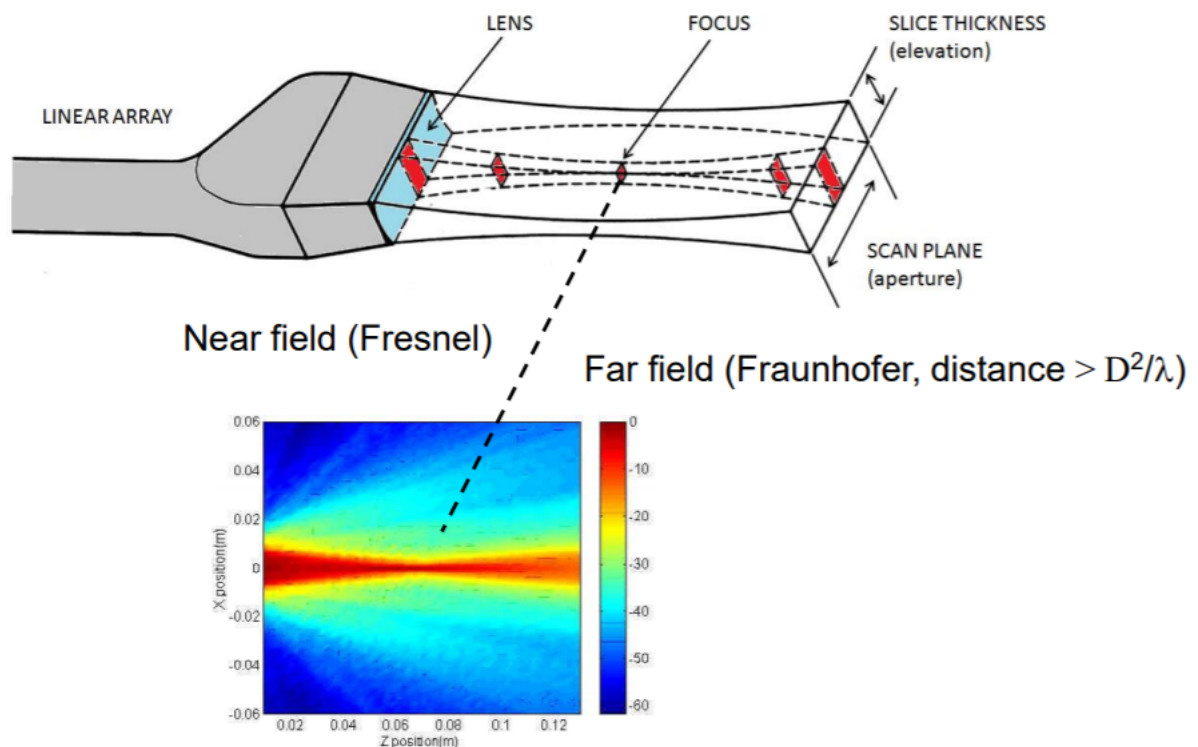 LENS
FOCUS
SLICE THICKNESS
(elevation)
LINEAR ARRAY
SCAN PLANE
(aperture)
Near field (Fresnel)
Far field (Fraunhofer, distance > D²/λ)
0.06
0.04
0.02
0
-0.02
-0.04
-0.06
X position(m)
0.02
0.04
0.06
0.08
0.1
0.12
Z position(m)
0
-10
-20
-30
-40
-50
-60